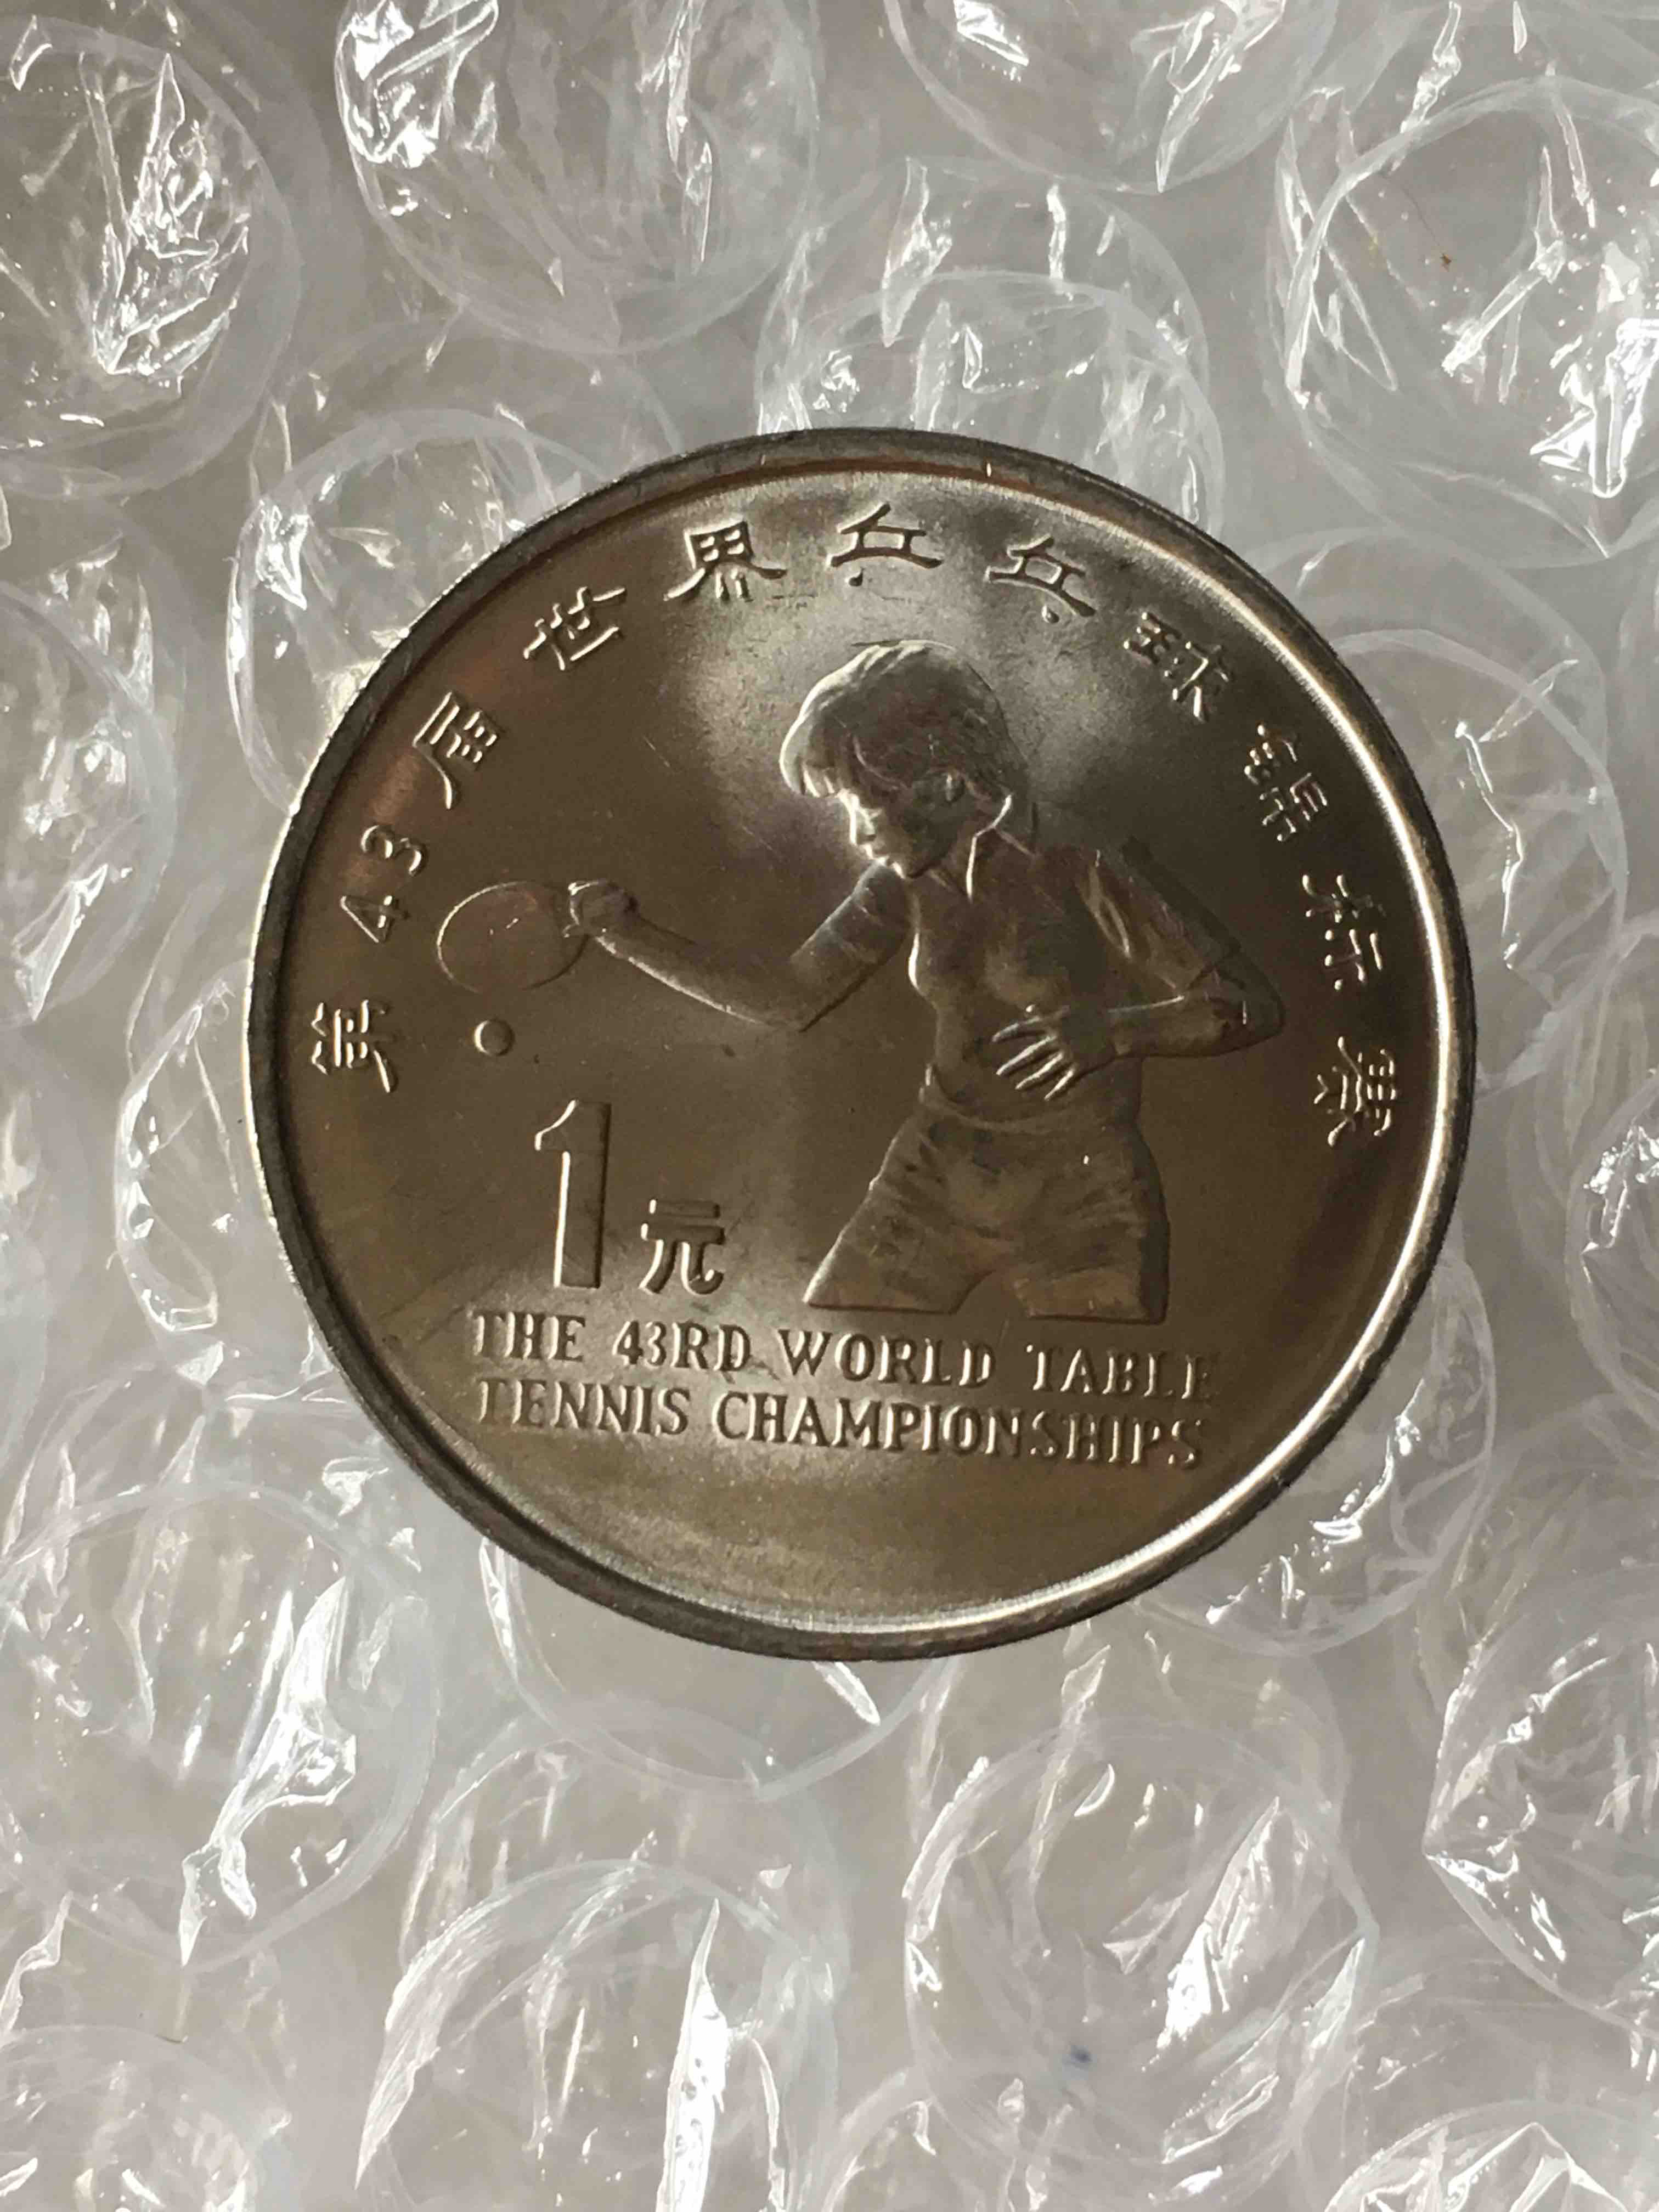 第43届世界乒乓球锦标赛
1元
THE 43RD WORLD TABLE
TENNIS CHAMPIONSHIPS